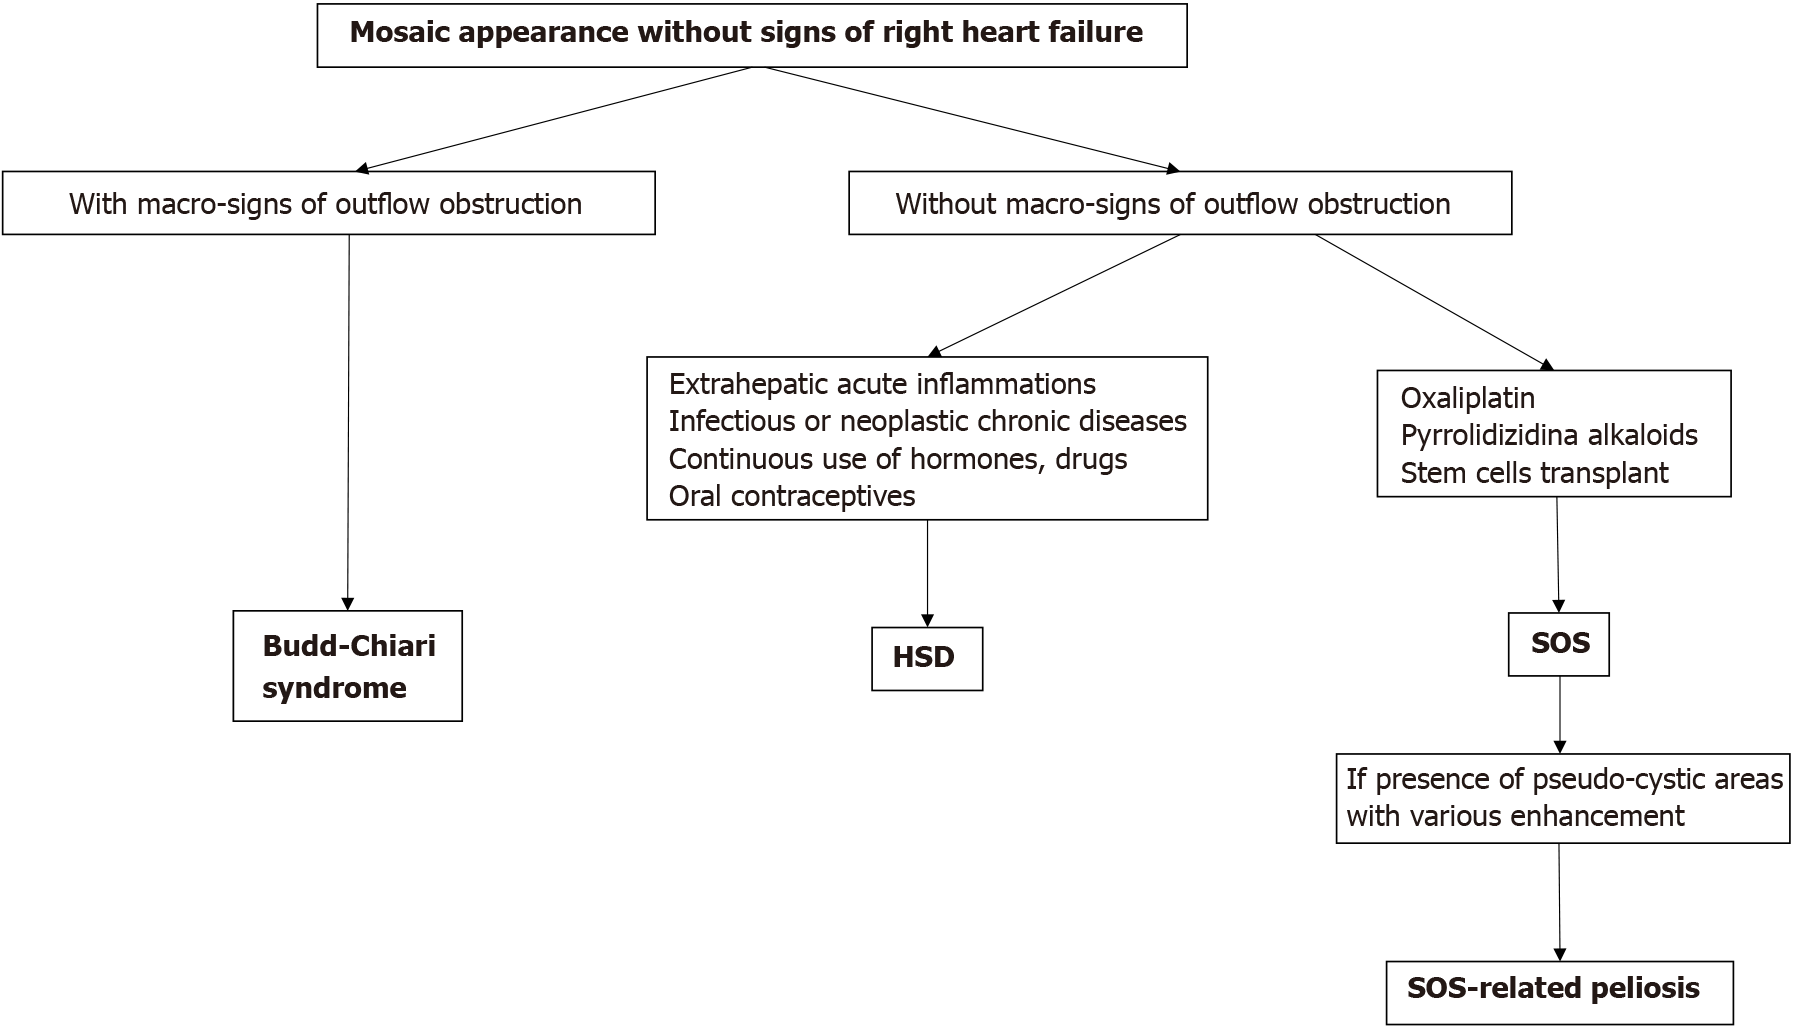 Mosaic appearance without signs of right heart failure
With macro-signs of outflow obstruction
Without macro-signs of outflow obstruction
Extrahepatic acute inflammations
Infectious or neoplastic chronic diseases
Continuous use of hormones, drugs
Oral contraceptives
Oxaliplatin
Pyrrolidizidina alkaloids
Stem cells transplant
Budd-Chiari
syndrome
HSD
SOS
If presence of pseudo-cystic areas
with various enhancement
SOS-related peliosis